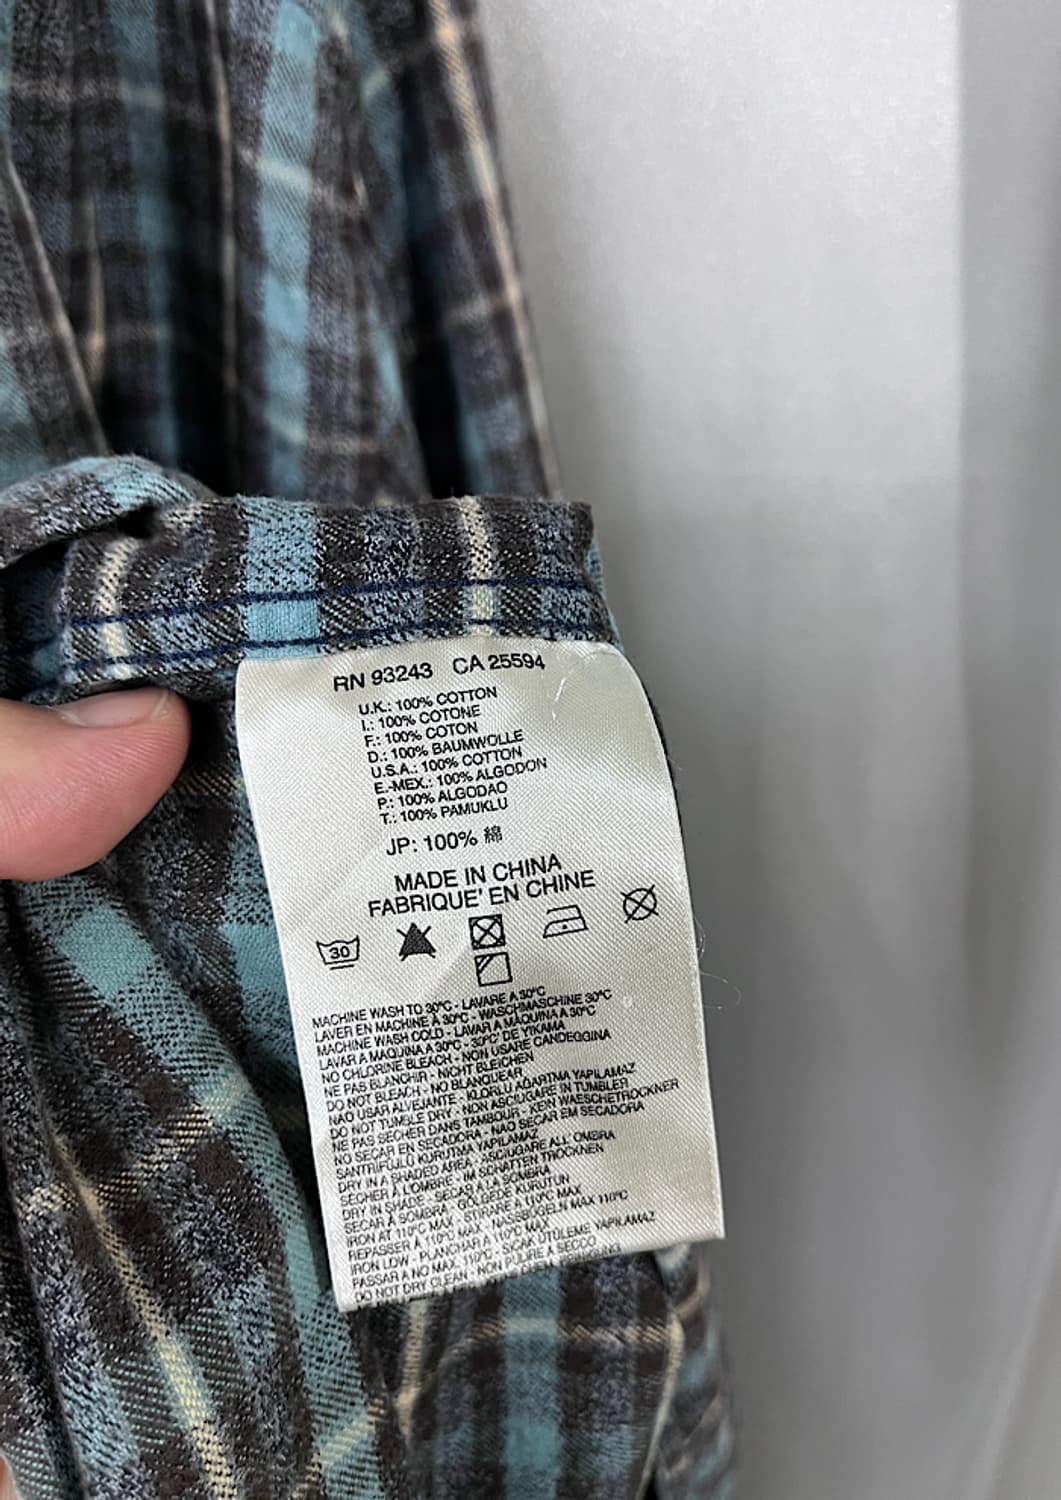 RN 93243 CA 25594
U.K.: 100% COTTON
I.: 100% COTONE
F.: 100% COTON
D.: 100% BAUMWOLLE
U.S.A.: 100% COTTON
E.-MEX.: 100% ALGODON
P.: 100% ALGODAO
T.: 100% PAMUKLU
JP: 100% 綿
MADE IN CHINA
FABRIQUE' EN CHINE
30
MACHINE WASH TO 30°C - LAVARE A 30°C
LAVER EN MACHINE À 30°C - WASCHMASCHINE 30°C
MACHINE WASH COLD - LAVAR A MÁQUINA A 30°C
LAVAR A MAQUINA A 30°C - 30°C' DE YIKAMA
NO CHLORINE BLEACH - NON USARE CANDEGGINA
NE PAS BLANCHIR - NICHT BLEICHEN
DO NOT BLEACH - NO BLANQUEAR
NÃO USAR ALVEJANTE - KLORLU AĞARTMA YAPILAMAZ
DO NOT TUMBLE DRY - NON ASCIUGARE IN TUMBLER
NE PAS SÉCHER DANS TAMBOUR - KEIN WAESCHETROCKNER
NO SECAR EN SECADORA - NAO SECAR EM SECADORA
SANTRIFÜJLÜ KURUTMA YAPILAMAZ
DRY IN A SHADED AREA - ASCIUGARE ALL' OMBRA
SÉCHER À L'OMBRE - IM SCHATTEN TROCKNEN
DRY IN SHADE - SECAR A LA SOMBRA
SECAR À SOMBRA - GÖLGEDE KURUTUN
IRON AT 110°C MAX - STIRARE A 110°C MAX
REPASSER À 110°C MAX - NASSBÜGELN MAX 110°C
IRON LOW - PLANCHAR A 110°C MAX
PASSAR A NO MAX. 110°C - SICAK ÜTÜLEME YAPILAMAZ
DO NOT DRY CLEAN - NON PULIRE A SECCO